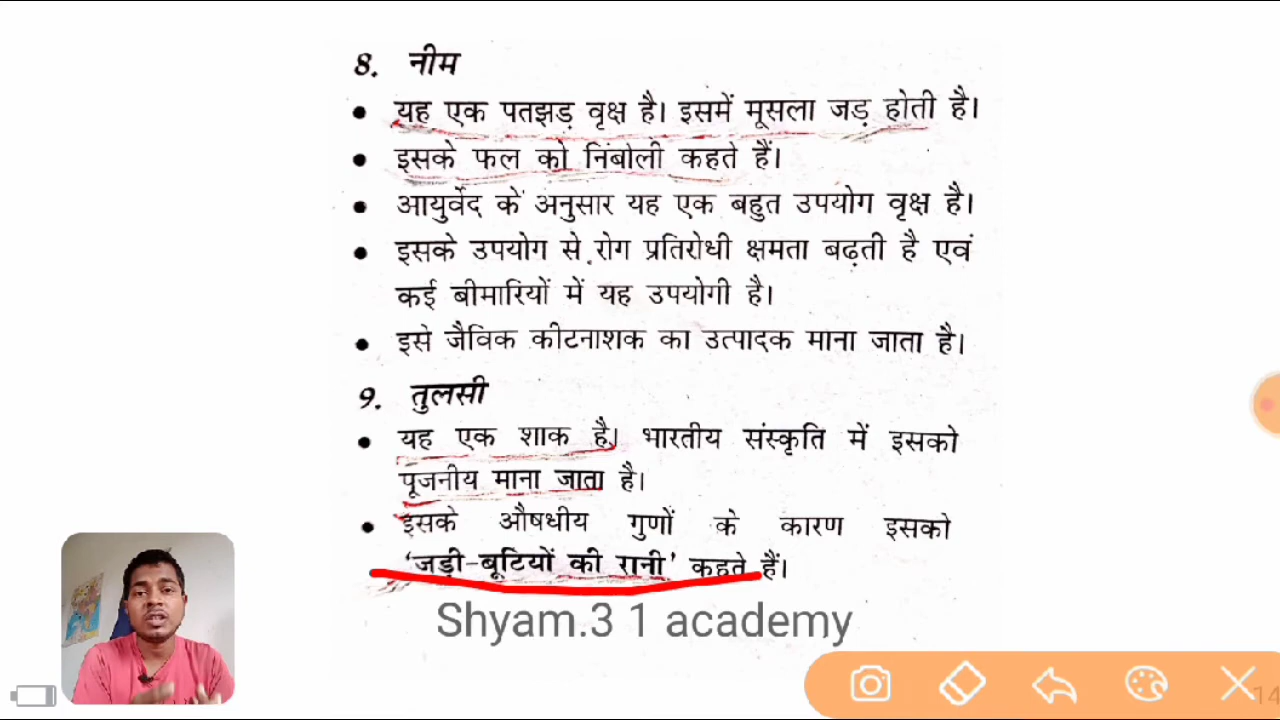 8. नीम
• यह एक पतझड़ वृक्ष है। इसमें मूसला जड़ होती है।
• इसके फल को निंबोली कहते हैं।
• आयुर्वेद के अनुसार यह एक बहुत उपयोग वृक्ष है।
• इसके उपयोग से रोग प्रतिरोधी क्षमता बढ़ती है एवं
कई बीमारियों में यह उपयोगी है।
• इसे जैविक कीटनाशक का उत्पादक माना जाता है।
9. तुलसी
• यह एक शाक है। भारतीय संस्कृति में इसको
पूजनीय माना जाता है।
• इसके औषधीय गुणों के कारण इसको
'जड़ी-बूटियों की रानी' कहते हैं।
Shyam.3 1 academy
14